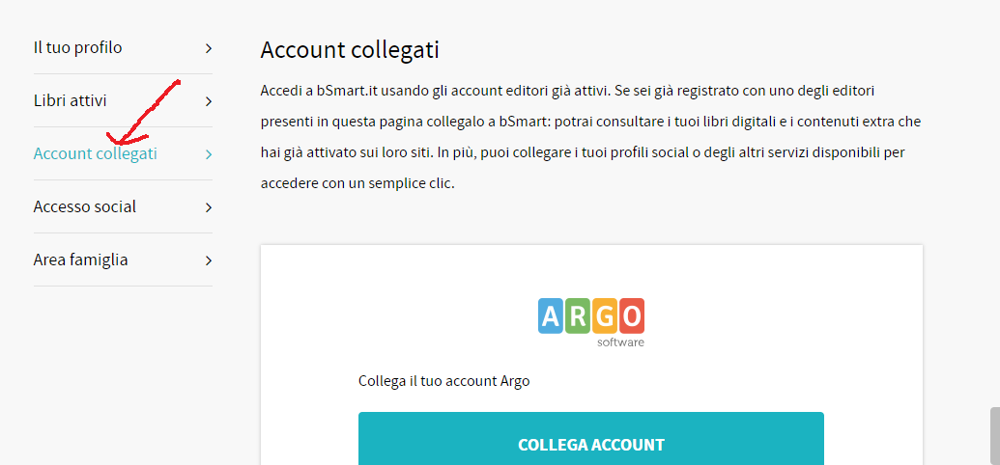 Il tuo profilo
Libri attivi
Account collegati
Accesso social
Area famiglia
Account collegati
Accedi a bSmart.it usando gli account editori già attivi. Se sei già registrato con uno degli editori
presenti in questa pagina collegalo a bSmart: potrai consultare i tuoi libri digitali e i contenuti extra che
hai già attivato sui loro siti. In più, puoi collegare i tuoi profili social o degli altri servizi disponibili per
accedere con un semplice clic.
ARGO
software
Collega il tuo account Argo
COLLEGA ACCOUNT